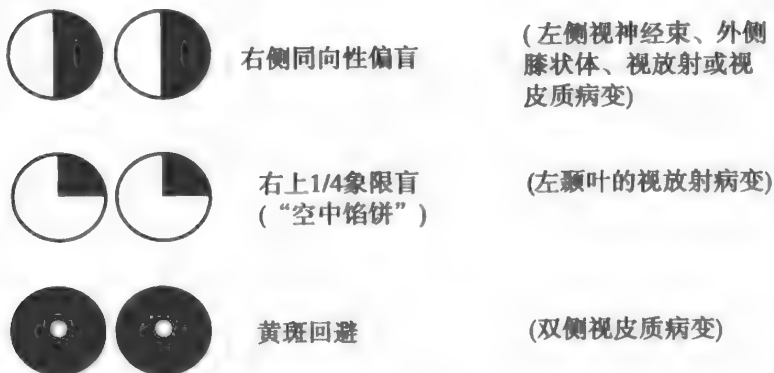 右侧同向性偏盲
(左侧视神经束、外侧
膝状体、视放射或视
皮质病变)
右上1/4象限盲
(“空中馅饼”)
(左颞叶的视放射病变)
黄斑回避
(双侧视皮质病变)